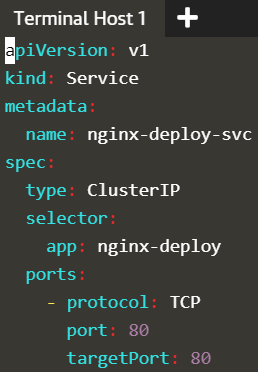 Terminal Host 1 +
apiVersion: v1
kind: Service
metadata:
  name: nginx-deploy-svc
spec:
  type: ClusterIP
  selector:
    app: nginx-deploy
  ports:
    - protocol: TCP
      port: 80
      targetPort: 80